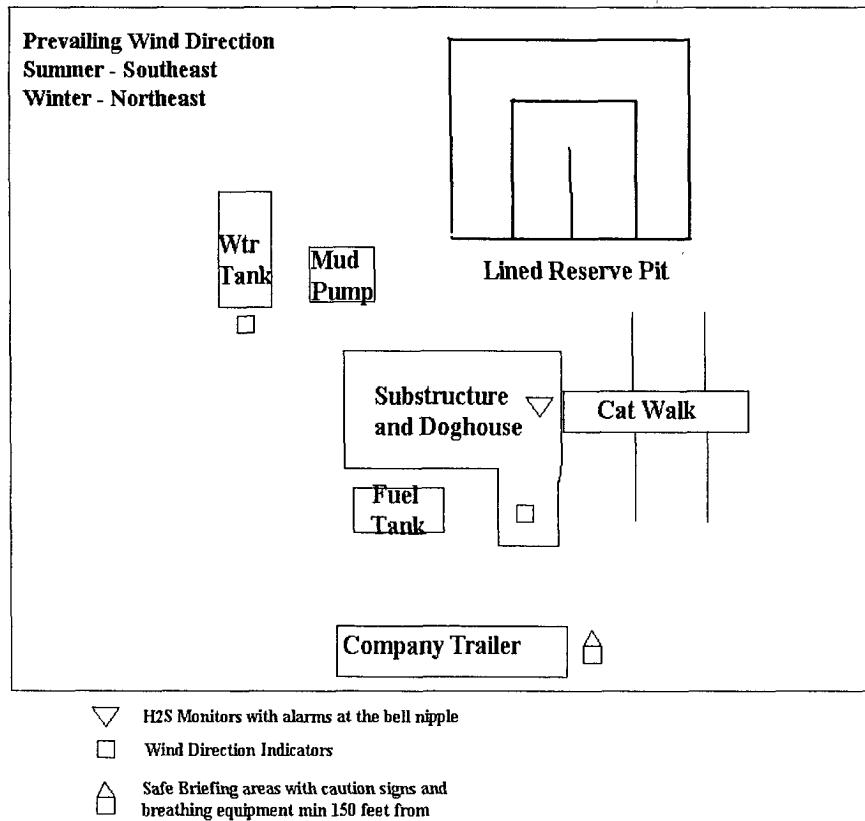 Prevailing Wind Direction
Summer - Southeast
Winter - Northeast
Wtr
Tank
Mud
Pump
Lined Reserve Pit
Substructure
and Doghouse
Cat Walk
Fuel
Tank
Company Trailer
H2S Monitors with alarms at the bell nipple
Wind Direction Indicators
Safe Briefing areas with caution signs and
breathing equipment min 150 feet from